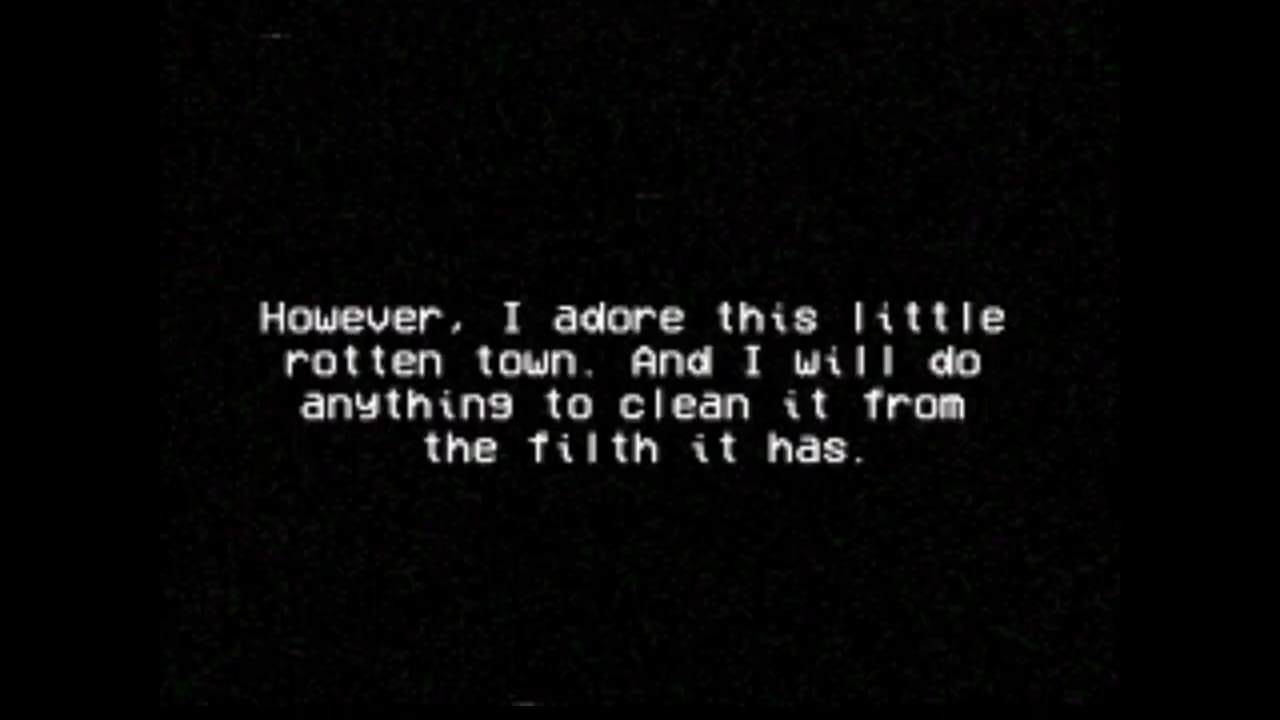 However, I adore this little
rotten town. And I will do
anything to clean it from
the filth it has.